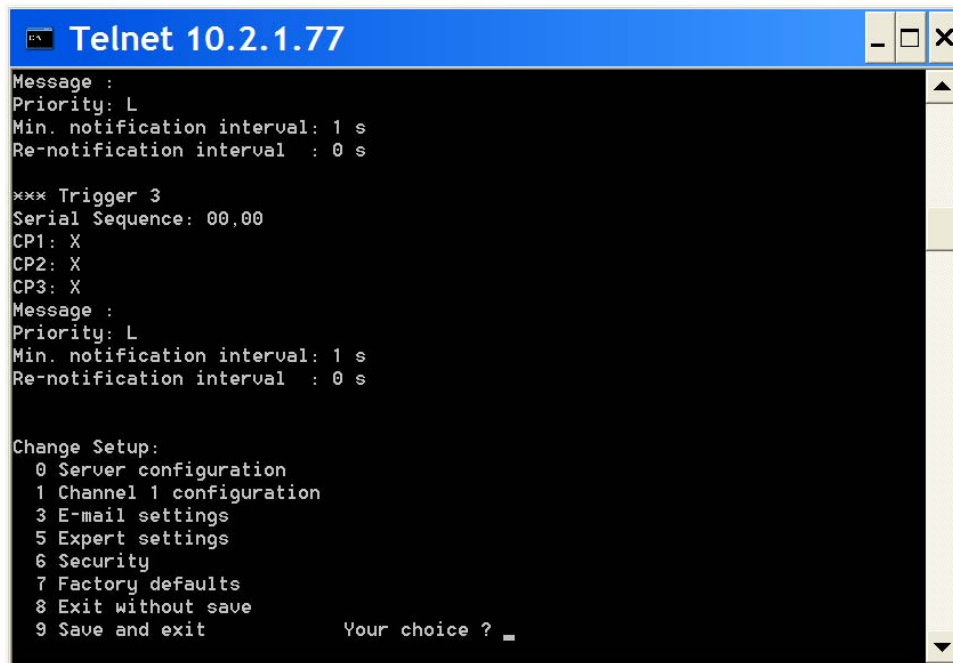 Telnet 10.2.1.77
Message :
Priority: L
Min. notification interval: 1 s
Re-notification interval  : 0 s
*** Trigger 3
Serial Sequence: 00,00
CP1: X
CP2: X
CP3: X
Message :
Priority: L
Min. notification interval: 1 s
Re-notification interval  : 0 s
Change Setup:
  0 Server configuration
  1 Channel 1 configuration
  3 E-mail settings
  5 Expert settings
  6 Security
  7 Factory defaults
  8 Exit without save
  9 Save and exit            Your choice ? _